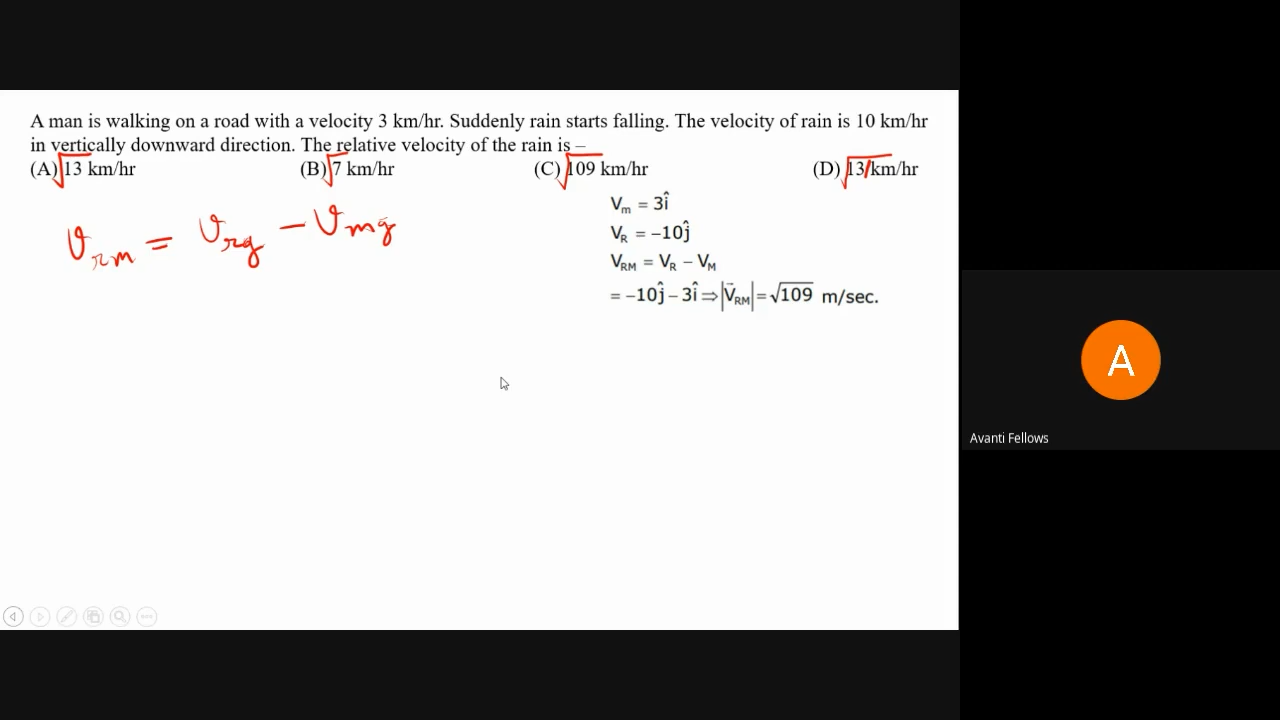 A man is walking on a road with a velocity 3 km/hr. Suddenly rain starts falling. The velocity of rain is 10 km/hr
in vertically downward direction. The relative velocity of the rain is –
(A) √13 km/hr (B) √7 km/hr (C) √109 km/hr (D) √13 km/hr
V_m = 3î
V_R = −10ĵ
V_RM = V_R − V_M
= −10ĵ − 3î ⇒ |V⃗_RM| = √109 m/sec.
v_rm = v_rg − v_mg
A
Avanti Fellows